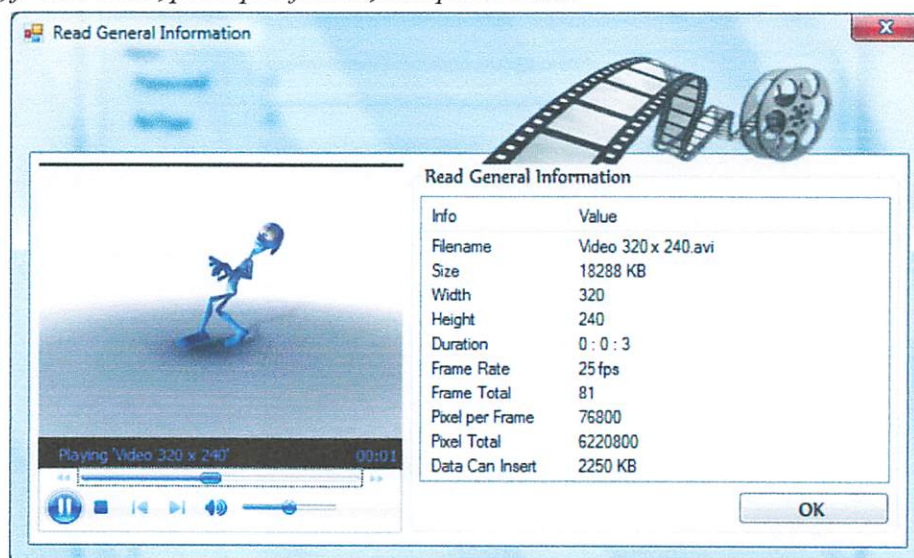 Read General Information
Read General Information
Info Value
Filename Video 320 x 240.avi
Size 18288 KB
Width 320
Height 240
Duration 0 : 0 : 3
Frame Rate 25 fps
Frame Total 81
Pixel per Frame 76800
Pixel Total 6220800
Data Can Insert 2250 KB
Playing 'Video 320 x 240' 00:01
OK